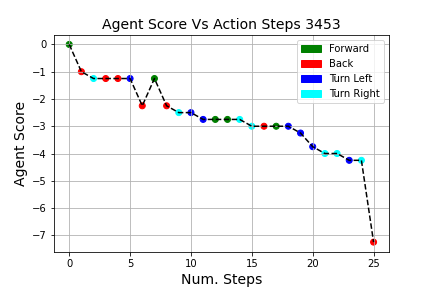 Agent Score Vs Action Steps 3453
Forward
Back
Turn Left
Turn Right
Agent Score
0
−1
−2
−3
−4
−5
−6
−7
0 5 10 15 20 25
Num. Steps